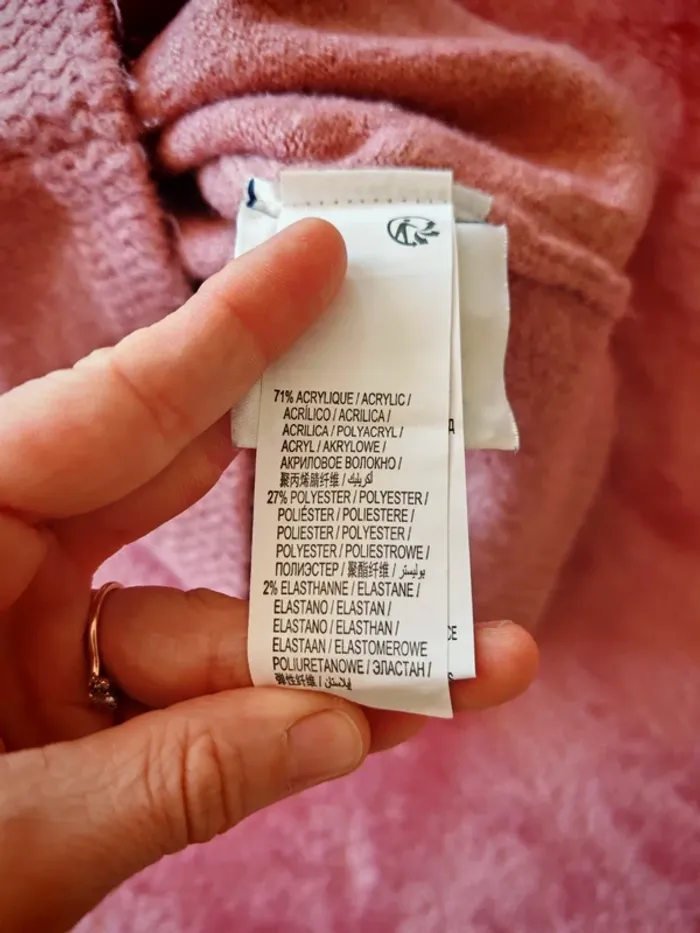 71% ACRYLIQUE / ACRYLIC /
ACRÍLICO / ACRILICA /
ACRILICA / POLYACRYL /
ACRYL / AKRYLOWE /
АКРИЛОВОЕ ВОЛОКНО /
聚丙烯腈纤维 / أكريليك
27% POLYESTER / POLYESTER /
POLIÉSTER / POLIESTERE /
POLIESTER / POLYESTER /
POLYESTER / POLIESTROWE /
ПОЛИЭСТЕР / 聚酯纤维 / بوليستر
2% ELASTHANNE / ELASTANE /
ELASTANO / ELASTAN /
ELASTANO / ELASTHAN /
ELASTAAN / ELASTOMEROWE
POLIURETANOWE / ЭЛАСТАН /
弹性纤维 / إيلاستان